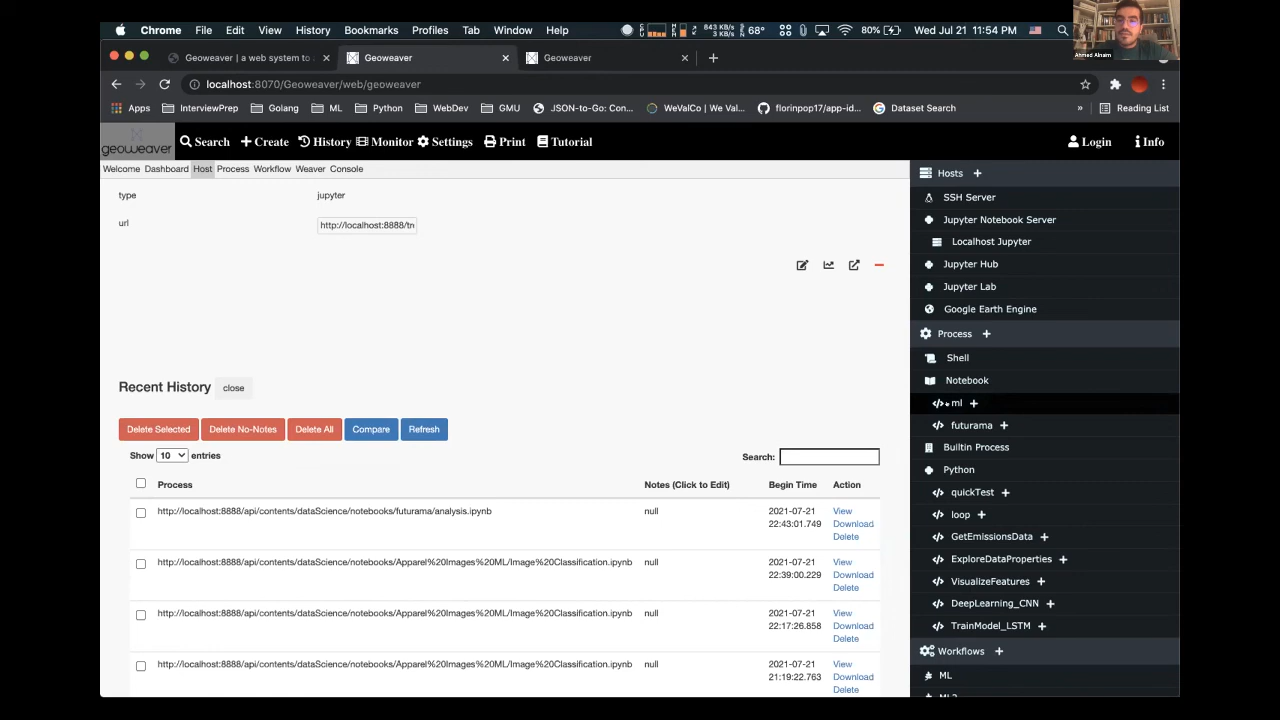 Chrome File Edit View History Bookmarks Profiles Tab Window Help 843 KB/s 3 KB/s 68° 80% Wed Jul 21 11:54 PM
Ahmed Alnaim
Geoweaver | a web system to Geoweaver Geoweaver
localhost:8070/Geoweaver/web/geoweaver
Apps InterviewPrep Golang ML Python WebDev GMU JSON-to-Go: Con... WeValCo | We Val... florinpop17/app-id... Dataset Search » Reading List
geoweaver Search Create History Monitor Settings Print Tutorial Login Info
Welcome Dashboard Host Process Workflow Weaver Console
type jupyter
url http://localhost:8888/tr
Recent History close
Delete Selected Delete No-Notes Delete All Compare Refresh
Show 10 entries Search:
Process Notes (Click to Edit) Begin Time Action
http://localhost:8888/api/contents/dataScience/notebooks/futurama/analysis.ipynb null 2021-07-21 View
22:43:01.749 Download
Delete
http://localhost:8888/api/contents/dataScience/notebooks/Apparel%20Images%20ML/Image%20Classification.ipynb null 2021-07-21 View
22:39:00.229 Download
Delete
http://localhost:8888/api/contents/dataScience/notebooks/Apparel%20Images%20ML/Image%20Classification.ipynb null 2021-07-21 View
22:17:26.858 Download
Delete
http://localhost:8888/api/contents/dataScience/notebooks/Apparel%20Images%20ML/Image%20Classification.ipynb null 2021-07-21 View
21:19:22.763 Download
Delete
Hosts +
SSH Server
Jupyter Notebook Server
Localhost Jupyter
Jupyter Hub
Jupyter Lab
Google Earth Engine
Process +
Shell
Notebook
ml +
futurama +
Builtin Process
Python
quickTest +
loop +
GetEmissionsData +
ExploreDataProperties +
VisualizeFeatures +
DeepLearning_CNN +
TrainModel_LSTM +
Workflows +
ML